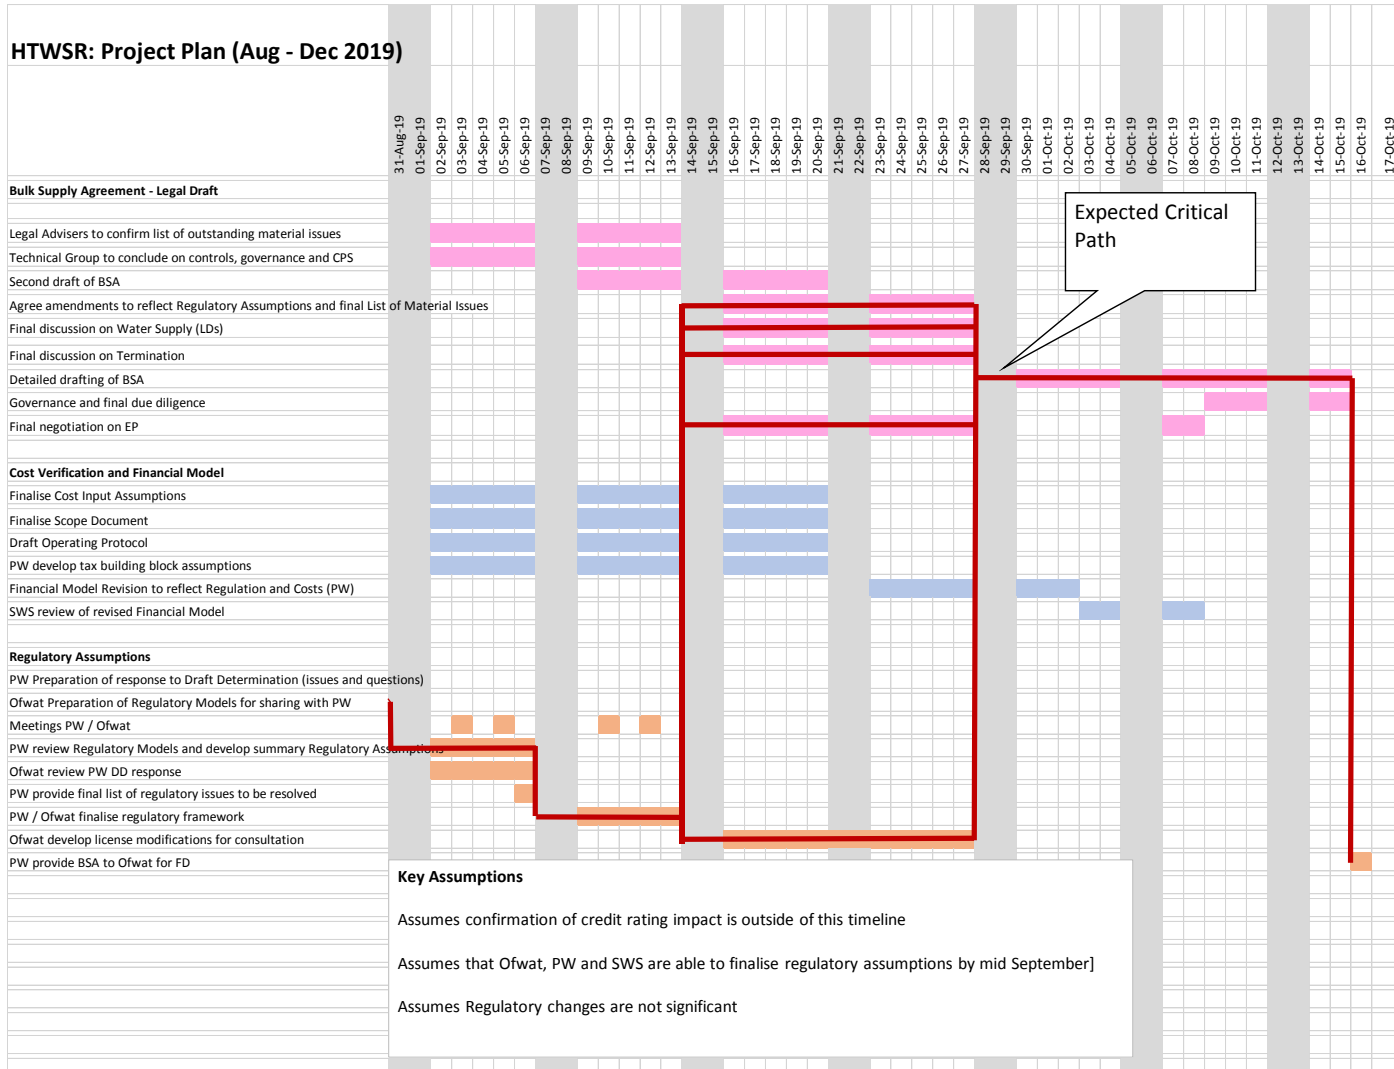 HTWSR: Project Plan (Aug - Dec 2019)
31-Aug-19
01-Sep-19
02-Sep-19
03-Sep-19
04-Sep-19
05-Sep-19
06-Sep-19
07-Sep-19
08-Sep-19
09-Sep-19
10-Sep-19
11-Sep-19
12-Sep-19
13-Sep-19
14-Sep-19
15-Sep-19
16-Sep-19
17-Sep-19
18-Sep-19
19-Sep-19
20-Sep-19
21-Sep-19
22-Sep-19
23-Sep-19
24-Sep-19
25-Sep-19
26-Sep-19
27-Sep-19
28-Sep-19
29-Sep-19
30-Sep-19
01-Oct-19
02-Oct-19
03-Oct-19
04-Oct-19
05-Oct-19
06-Oct-19
07-Oct-19
08-Oct-19
09-Oct-19
10-Oct-19
11-Oct-19
12-Oct-19
13-Oct-19
14-Oct-19
15-Oct-19
16-Oct-19
17-Oct-19
Bulk Supply Agreement - Legal Draft
Expected Critical
Path
Legal Advisers to confirm list of outstanding material issues
Technical Group to conclude on controls, governance and CPS
Second draft of BSA
Agree amendments to reflect Regulatory Assumptions and final List of Material Issues
Final discussion on Water Supply (LDs)
Final discussion on Termination
Detailed drafting of BSA
Governance and final due diligence
Final negotiation on EP
Cost Verification and Financial Model
Finalise Cost Input Assumptions
Finalise Scope Document
Draft Operating Protocol
PW develop tax building block assumptions
Financial Model Revision to reflect Regulation and Costs (PW)
SWS review of revised Financial Model
Regulatory Assumptions
PW Preparation of response to Draft Determination (issues and questions)
Ofwat Preparation of Regulatory Models for sharing with PW
Meetings PW / Ofwat
PW review Regulatory Models and develop summary Regulatory Assumptions
Ofwat review PW DD response
PW provide final list of regulatory issues to be resolved
PW / Ofwat finalise regulatory framework
Ofwat develop license modifications for consultation
PW provide BSA to Ofwat for FD
Key Assumptions
Assumes confirmation of credit rating impact is outside of this timeline
Assumes that Ofwat, PW and SWS are able to finalise regulatory assumptions by mid September]
Assumes Regulatory changes are not significant